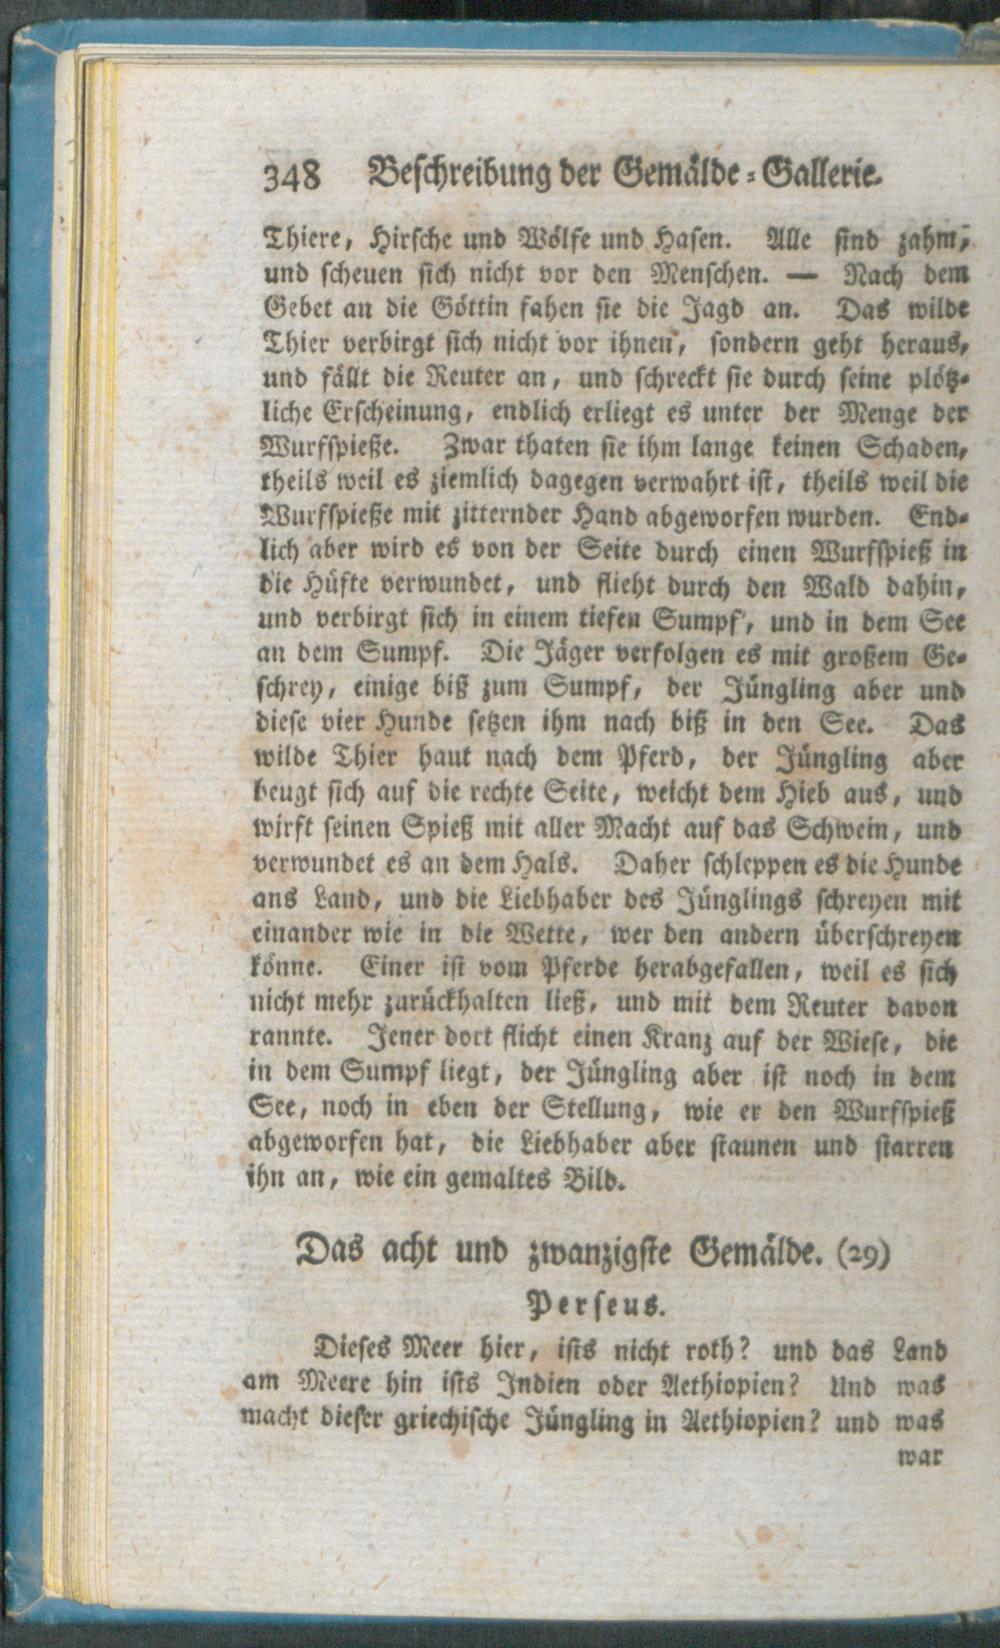 348 Beschreibung der Gemälde-Gallerie.
Thiere, Hirsche und Wölfe und Hasen. Alle sind zahm,
und scheuen sich nicht vor den Menschen. — Nach dem
Gebet an die Göttin fahen sie die Jagd an. Das wilde
Thier verbirgt sich nicht vor ihnen, sondern geht heraus,
und fällt die Reuter an, und schreckt sie durch seine plötz-
liche Erscheinung, endlich erliegt es unter der Menge der
Wurfspieße. Zwar thaten sie ihm lange keinen Schaden,
theils weil es ziemlich dagegen verwahrt ist, theils weil die
Wurfspieße mit zitternder Hand abgeworfen wurden. End-
lich aber wird es von der Seite durch einen Wurfspieß in
die Hüfte verwundet, und flieht durch den Wald dahin,
und verbirgt sich in einem tiefen Sumpf, und in dem See
an dem Sumpf. Die Jäger verfolgen es mit großem Ge-
schrey, einige biß zum Sumpf, der Jüngling aber und
diese vier Hunde setzen ihm nach biß in den See. Das
wilde Thier haut nach dem Pferd, der Jüngling aber
beugt sich auf die rechte Seite, weicht dem Hieb aus, und
wirft seinen Spieß mit aller Macht auf das Schwein, und
verwundet es an dem Hals. Daher schleppen es die Hunde
ans Land, und die Liebhaber des Jünglings schreyen mit
einander wie in die Wette, wer den andern überschreyen
könne. Einer ist vom Pferde herabgefallen, weil es sich
nicht mehr zurückhalten ließ, und mit dem Reuter davon
rannte. Jener dort flicht einen Kranz auf der Wiese, die
in dem Sumpf liegt, der Jüngling aber ist noch in dem
See, noch in eben der Stellung, wie er den Wurfspieß
abgeworfen hat, die Liebhaber aber staunen und starren
ihn an, wie ein gemaltes Bild.
Das acht und zwanzigste Gemälde. (29)
Perseus.
Dieses Meer hier, ists nicht roth? und das Land
am Meere hin ists Indien oder Aethiopien? Und was
macht dieser griechische Jüngling in Aethiopien? und was
war